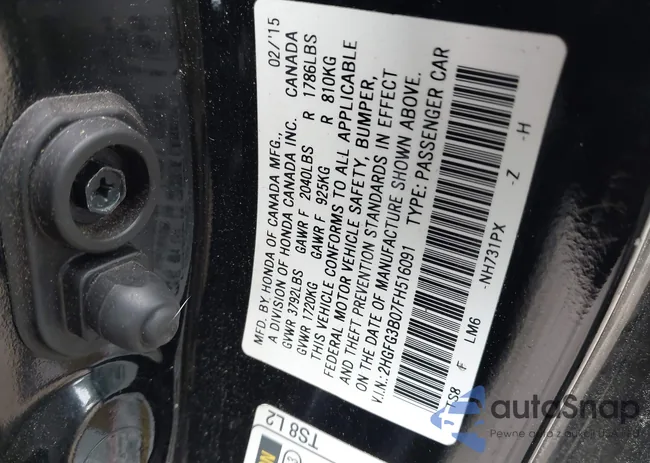 MFD. BY HONDA OF CANADA MFG., 02/'15
A DIVISION OF HONDA CANADA INC. CANADA
GVWR 3792LBS GAWR F 2040LBS R 1786LBS
GVWR 1720KG GAWR F 925KG R 810KG
THIS VEHICLE CONFORMS TO ALL APPLICABLE
FEDERAL MOTOR VEHICLE SAFETY, BUMPER,
AND THEFT PREVENTION STANDARDS IN EFFECT
ON THE DATE OF MANUFACTURE SHOWN ABOVE.
V.I.N.: 2HGFG3B07FH516091 TYPE: PASSENGER CAR
TS8 F LM6 -NH731PX -Z -H
TS8 L2
autoSnap
Pewne auto z